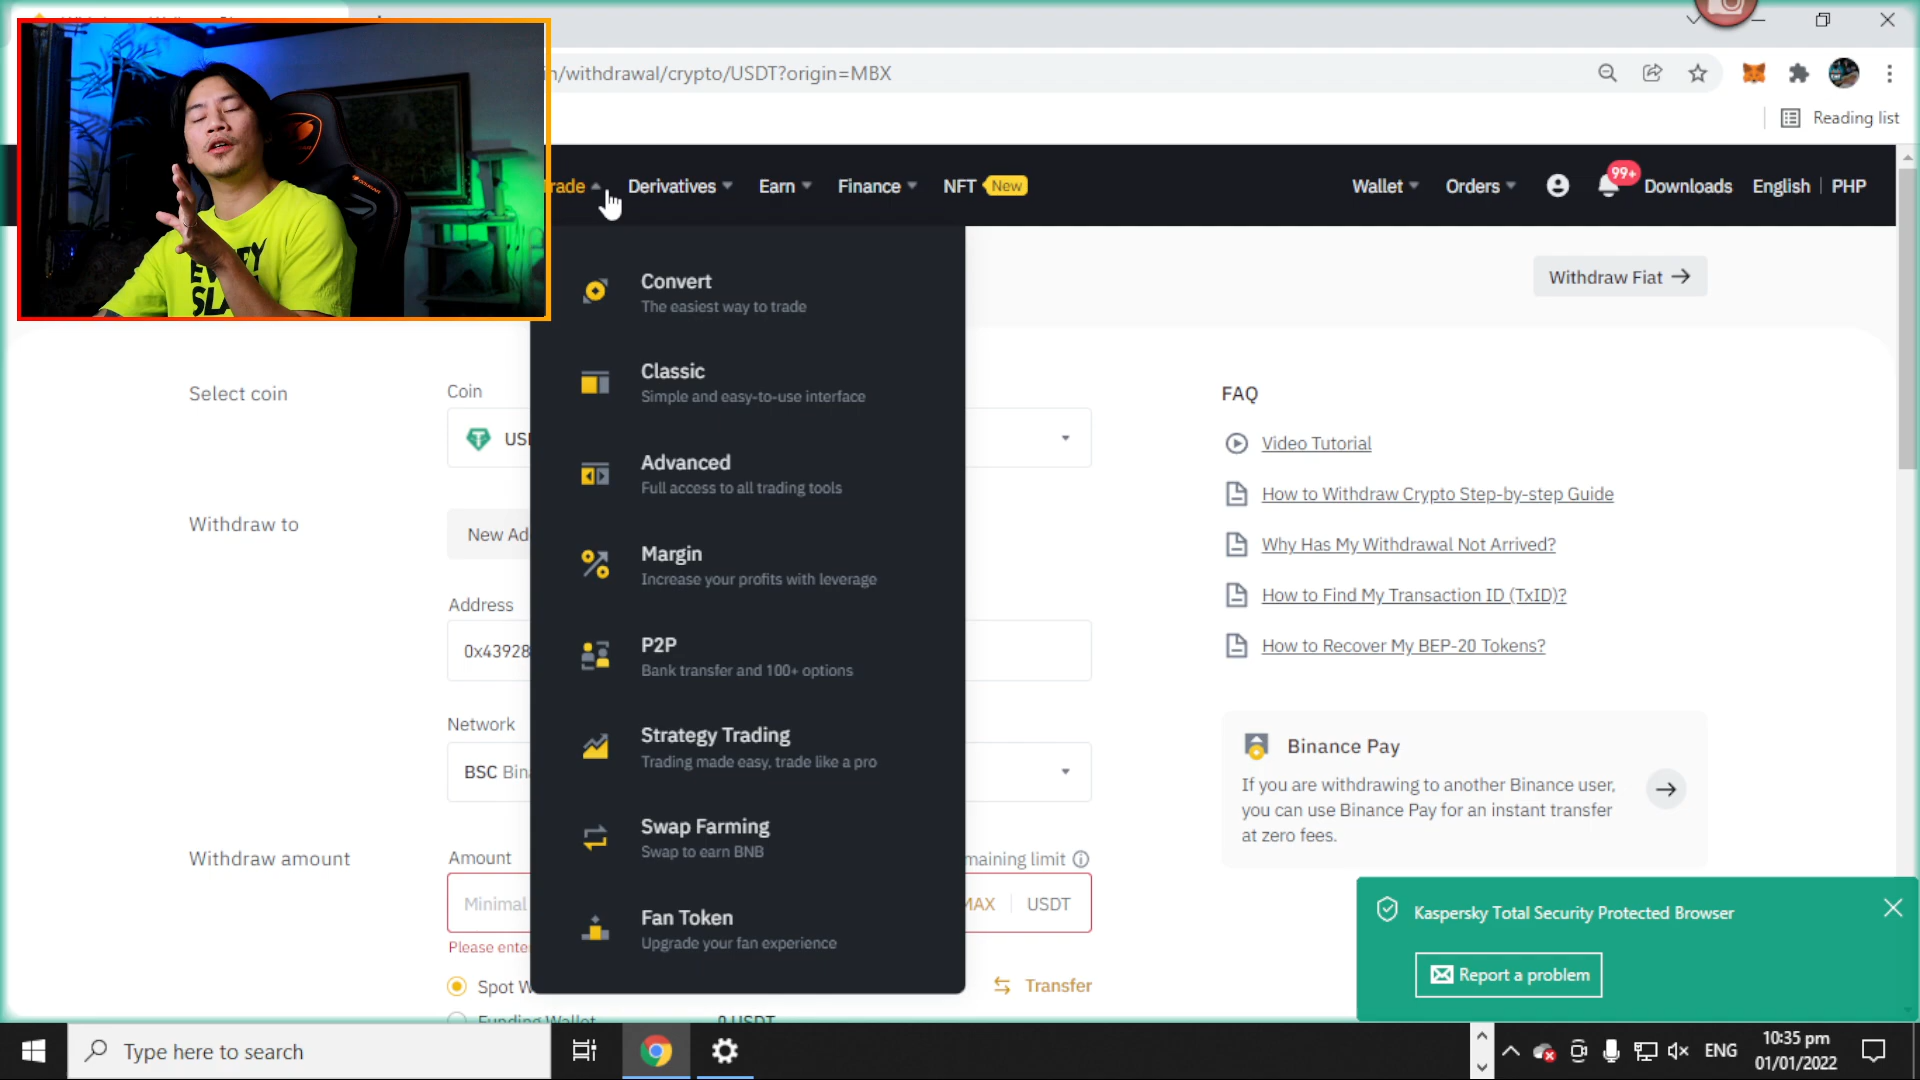 /withdrawal/crypto/USDT?origin=MBX
Reading list
Derivatives
Earn
Finance
NFT New
Wallet
Orders
99+
Downloads
English
PHP
Convert
The easiest way to trade
Classic
Simple and easy-to-use interface
Advanced
Full access to all trading tools
Margin
Increase your profits with leverage
P2P
Bank transfer and 100+ options
Strategy Trading
Trading made easy, trade like a pro
Swap Farming
Swap to earn BNB
Fan Token
Upgrade your fan experience
Withdraw Fiat →
Select coin
Coin
Withdraw to
Address
0x43928
Network
BSC
Withdraw amount
Amount
limit
Minimal
USDT
Please
Spot
Transfer
0 USDT
FAQ
Video Tutorial
How to Withdraw Crypto Step-by-step Guide
Why Has My Withdrawal Not Arrived?
How to Find My Transaction ID (TxID)?
How to Recover My BEP-20 Tokens?
Binance Pay
If you are withdrawing to another Binance user,
you can use Binance Pay for an instant transfer
at zero fees.
Kaspersky Total Security Protected Browser
Report a problem
Type here to search
ENG
10:35 pm
01/01/2022